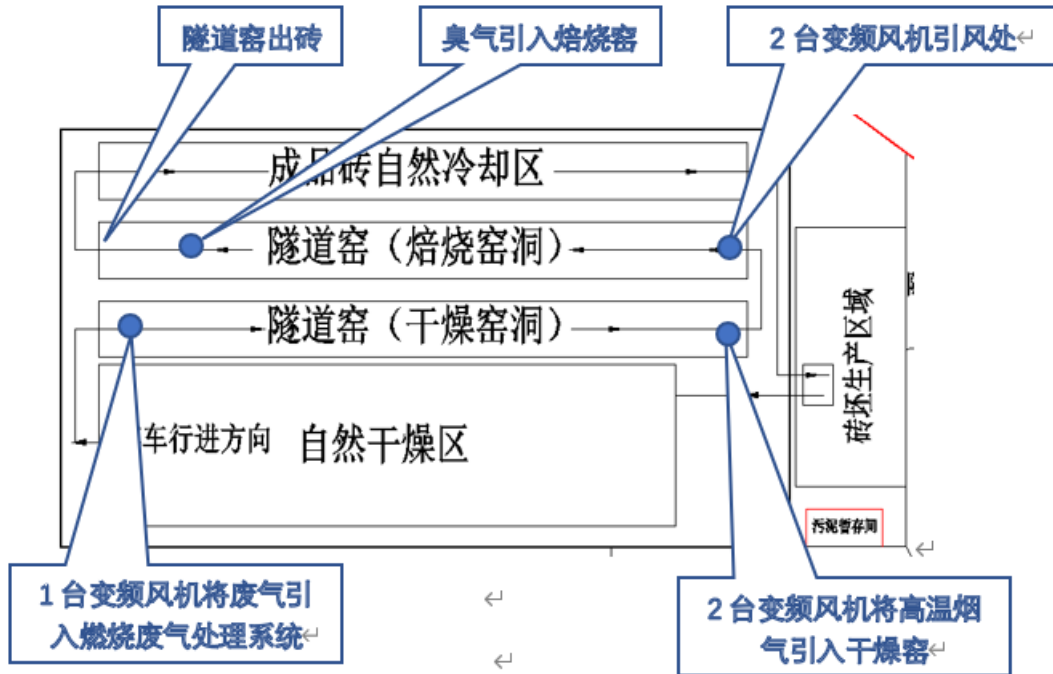 隧道窑出砖
臭气引入焙烧窑
2 台变频风机引风处
成品砖自然冷却区
隧道窑（焙烧窑洞）
隧道窑（干燥窑洞）
车行进方向
自然干燥区
砖坯生产区域
污泥暂存间
1 台变频风机将废气引
入燃烧废气处理系统
2 台变频风机将高温烟
气引入干燥窑